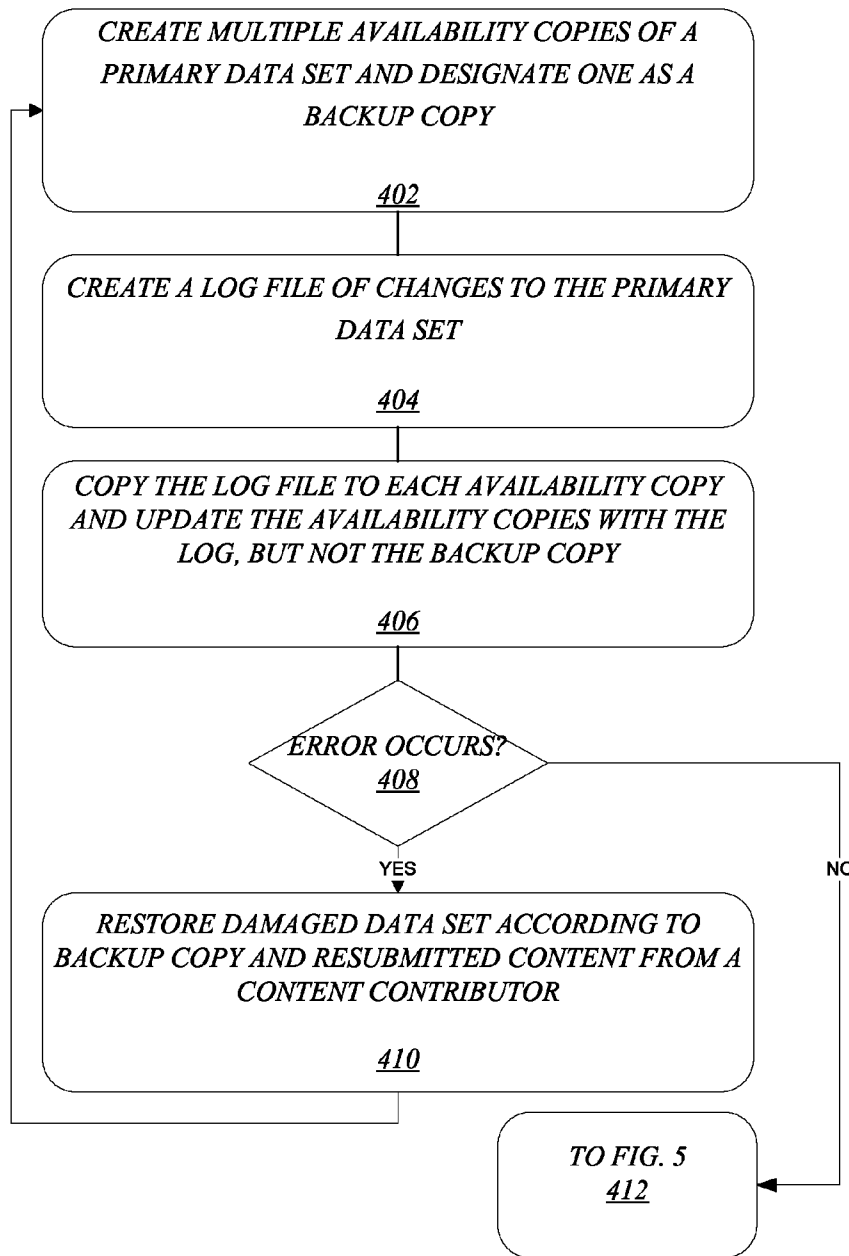 CREATE MULTIPLE AVAILABILITY COPIES OF A
PRIMARY DATA SET AND DESIGNATE ONE AS A
BACKUP COPY
402
CREATE A LOG FILE OF CHANGES TO THE PRIMARY
DATA SET
404
COPY THE LOG FILE TO EACH AVAILABILITY COPY
AND UPDATE THE AVAILABILITY COPIES WITH THE
LOG, BUT NOT THE BACKUP COPY
406
ERROR OCCURS?
408
YES
NO
RESTORE DAMAGED DATA SET ACCORDING TO
BACKUP COPY AND RESUBMITTED CONTENT FROM A
CONTENT CONTRIBUTOR
410
TO FIG. 5
412